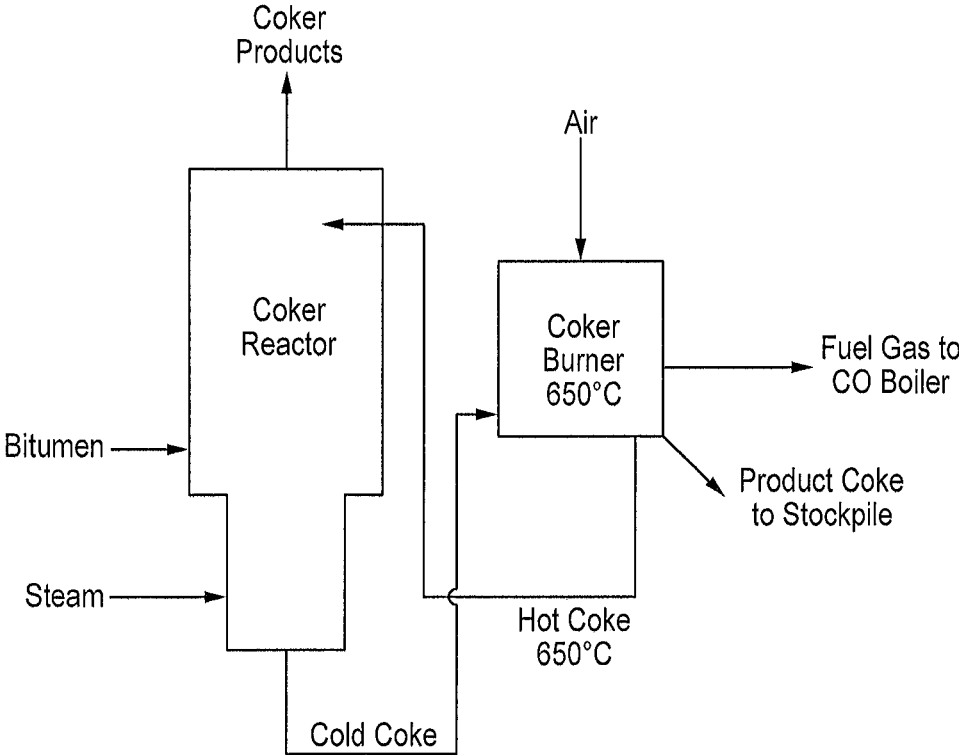 Coker
Products
Air
Coker
Reactor
Coker
Burner
650°C
Fuel Gas to
CO Boiler
Bitumen
Product Coke
to Stockpile
Steam
Hot Coke
650°C
Cold Coke